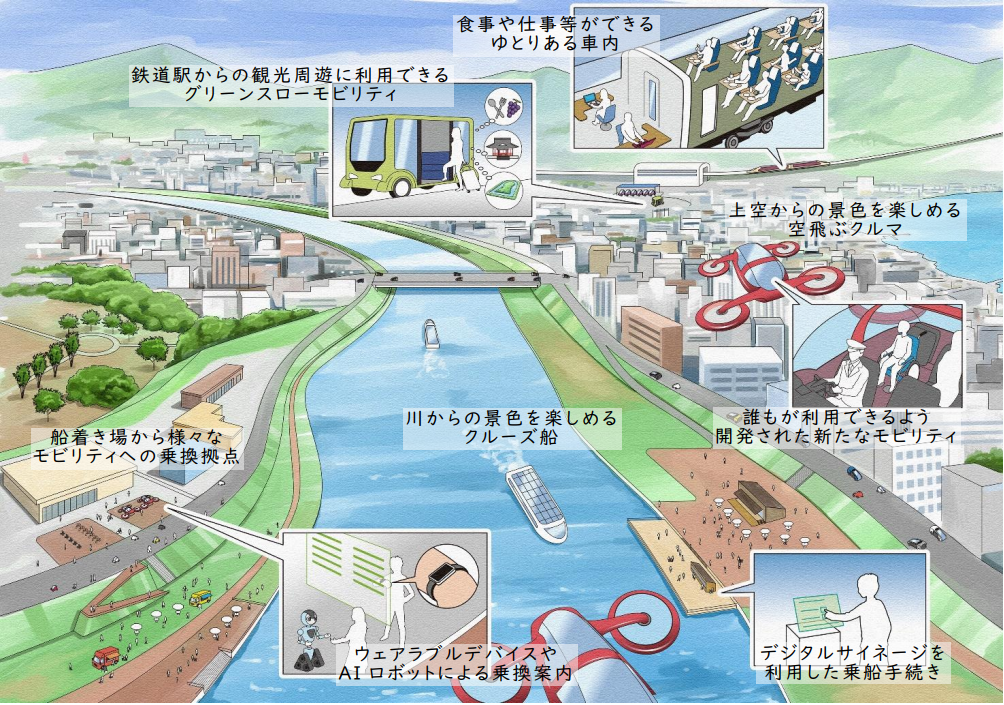 食事や仕事等ができる
ゆとりある車内
鉄道駅からの観光周遊に利用できる
グリーンスローモビリティ
上空からの景色を楽しめる
空飛ぶクルマ
誰もが利用できるよう
開発された新たなモビリティ
川からの景色を楽しめる
クルーズ船
船着き場から様々な
モビリティへの乗換拠点
ウェアラブルデバイスや
AIロボットによる乗換案内
デジタルサイネージを
利用した乗船手続き